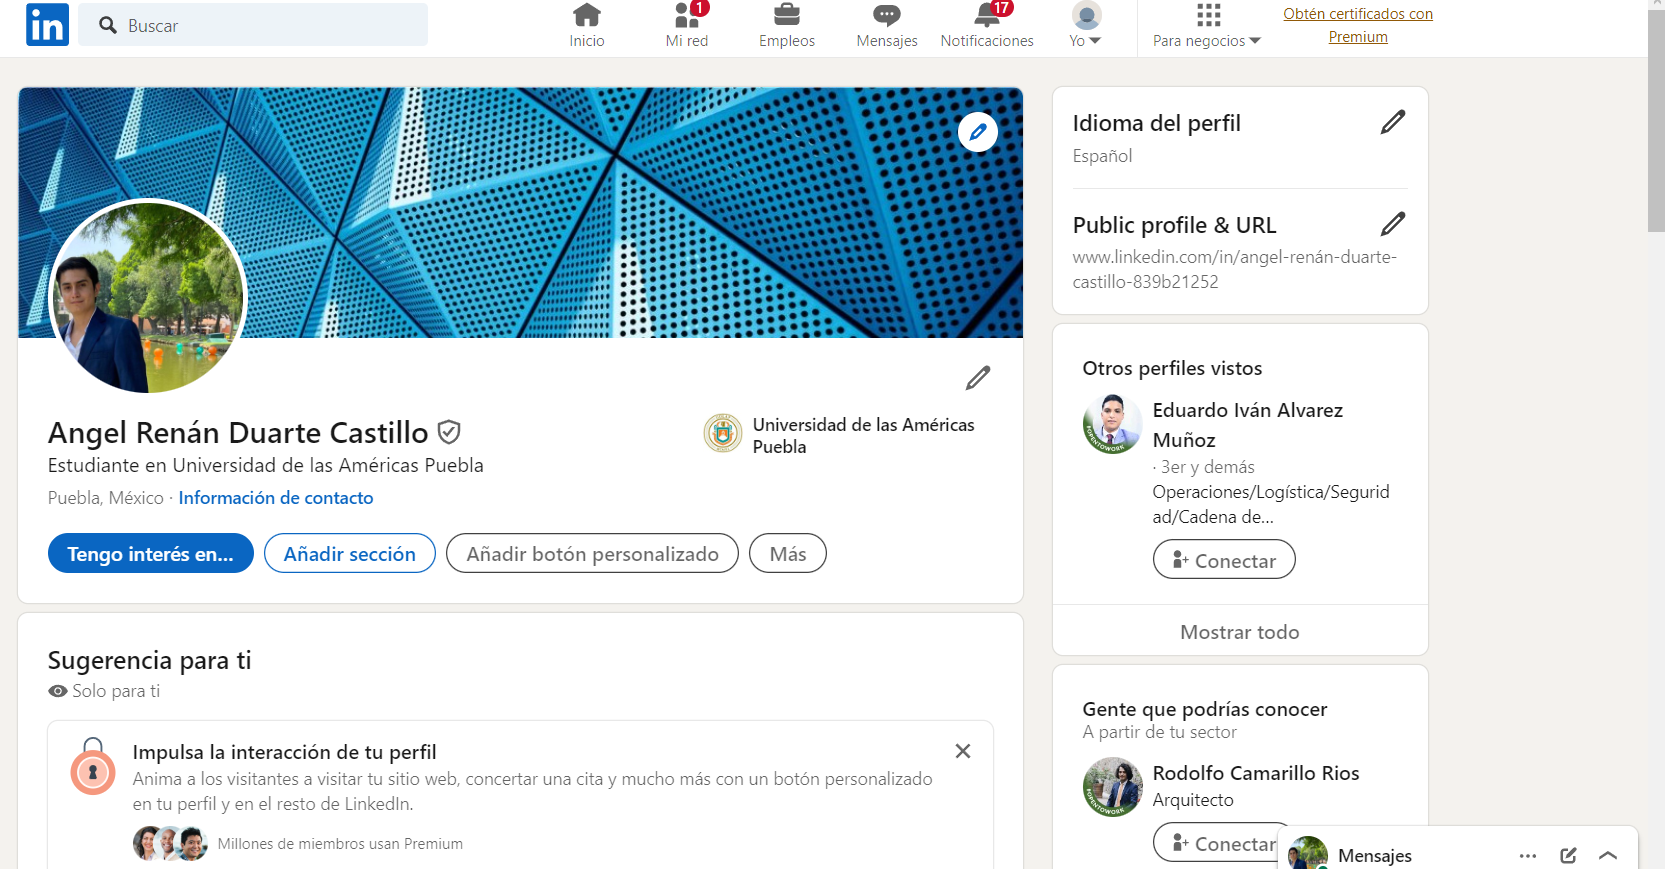 in
Buscar
Inicio
1
Mi red
Empleos
Mensajes
17
Notificaciones
Yo
Para negocios
Obtén certificados con
Premium
Angel Renán Duarte Castillo
Estudiante en Universidad de las Américas Puebla
Puebla, México · Información de contacto
Universidad de las Américas
Puebla
Tengo interés en...
Añadir sección
Añadir botón personalizado
Más
Sugerencia para ti
Solo para ti
Impulsa la interacción de tu perfil
Anima a los visitantes a visitar tu sitio web, concertar una cita y mucho más con un botón personalizado
en tu perfil y en el resto de LinkedIn.
Millones de miembros usan Premium
Idioma del perfil
Español
Public profile & URL
www.linkedin.com/in/angel-renán-duarte-
castillo-839b21252
Otros perfiles vistos
Eduardo Iván Alvarez
Muñoz
· 3er y demás
Operaciones/Logística/Segurid
ad/Cadena de...
#OPENTOWORK
Conectar
Mostrar todo
Gente que podrías conocer
A partir de tu sector
Rodolfo Camarillo Rios
Arquitecto
#OPENTOWORK
Conectar
Mensajes